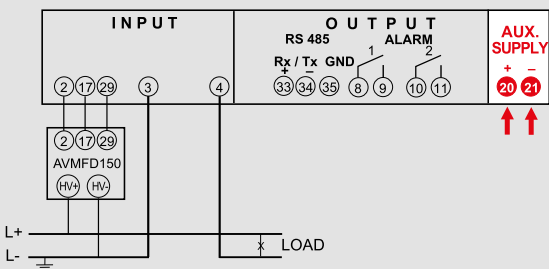 INPUT
OUTPUT
AUX.
SUPPLY
RS 485
ALARM
1
2
Rx / Tx GND
+ –
+ –
2 17 29 3 4
33 34 35 8 9 10 11
20 21
2 17 29
AVMFD150
HV+ HV-
L+
LOAD
L-